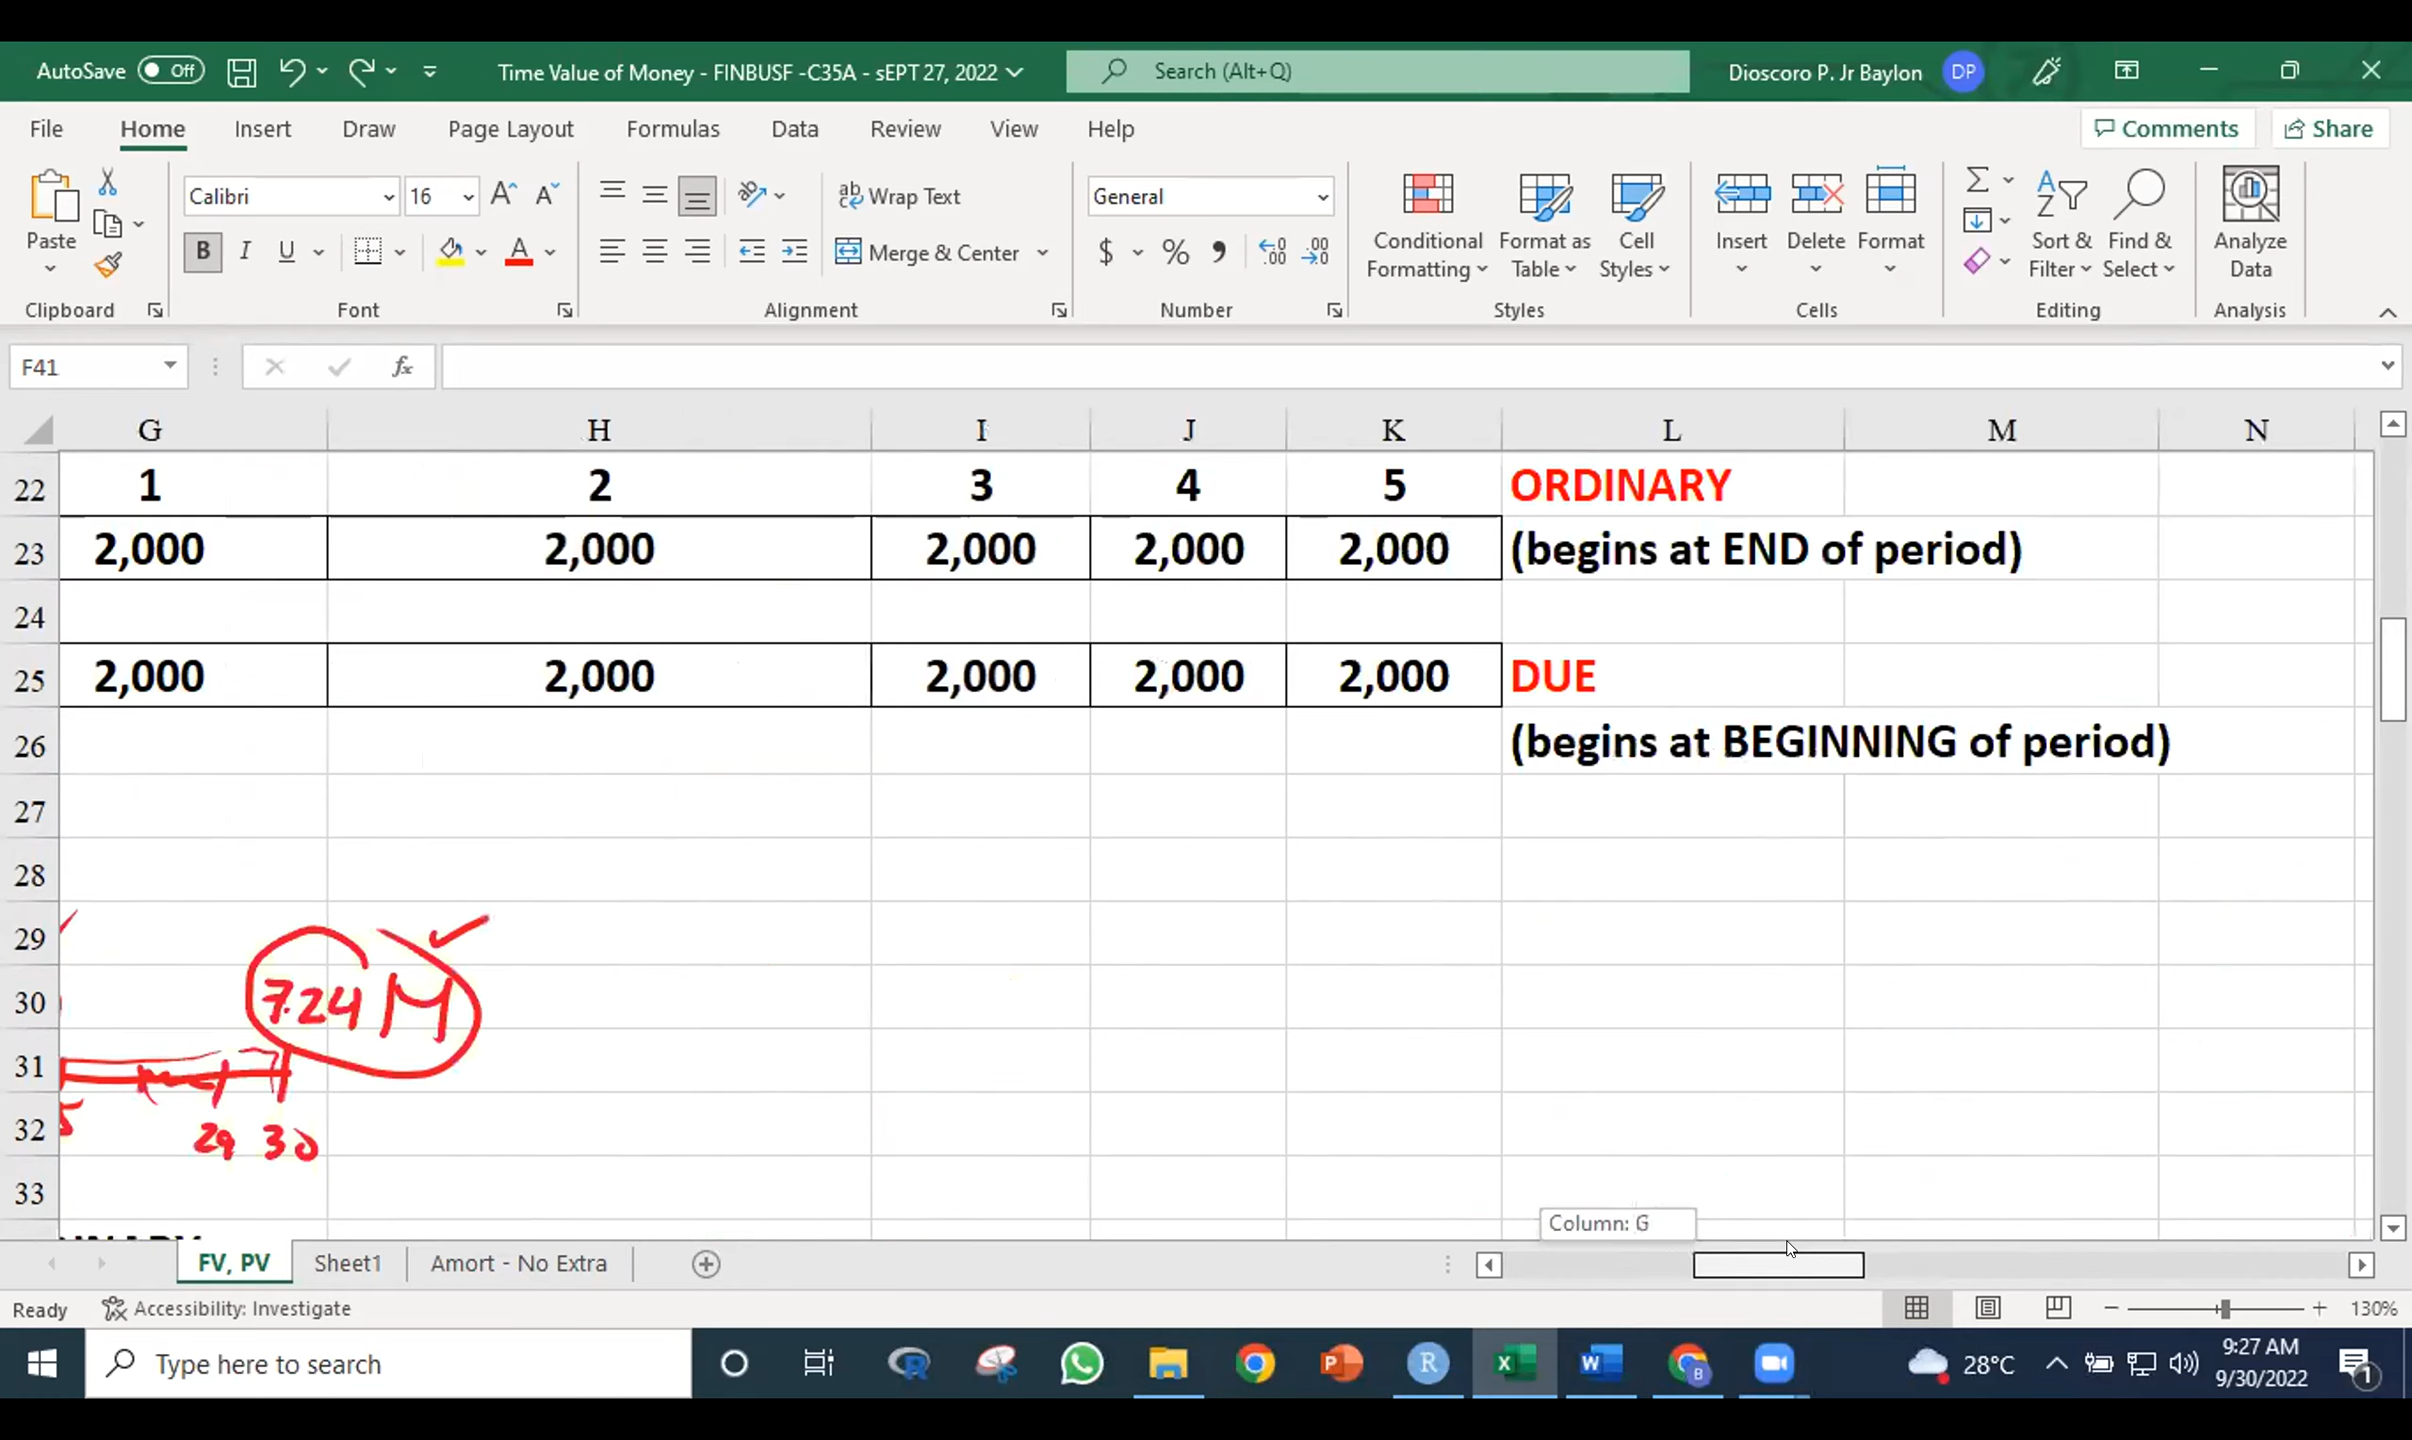 AutoSave Off Time Value of Money - FINBUSF -C35A - sEPT 27, 2022 Search (Alt+Q) Dioscoro P. Jr Baylon DP
File Home Insert Draw Page Layout Formulas Data Review View Help Comments Share
Paste Calibri 16 A^ A˅ ab Wrap Text General Conditional Formatting Format as Table Cell Styles Insert Delete Format Sort & Filter Find & Select Analyze Data
B I U A Merge & Center $ % , .00
Clipboard Font Alignment Number Styles Cells Editing Analysis
F41 fx
G H I J K L M N
22 1 2 3 4 5 ORDINARY
23 2,000 2,000 2,000 2,000 2,000 (begins at END of period)
24
25 2,000 2,000 2,000 2,000 2,000 DUE
26 (begins at BEGINNING of period)
27
28
29
30 7.24 M
31
32 5 29 30
33
Column: G
FV, PV Sheet1 Amort - No Extra
Ready Accessibility: Investigate 130%
Type here to search 28°C 9:27 AM
9/30/2022 1